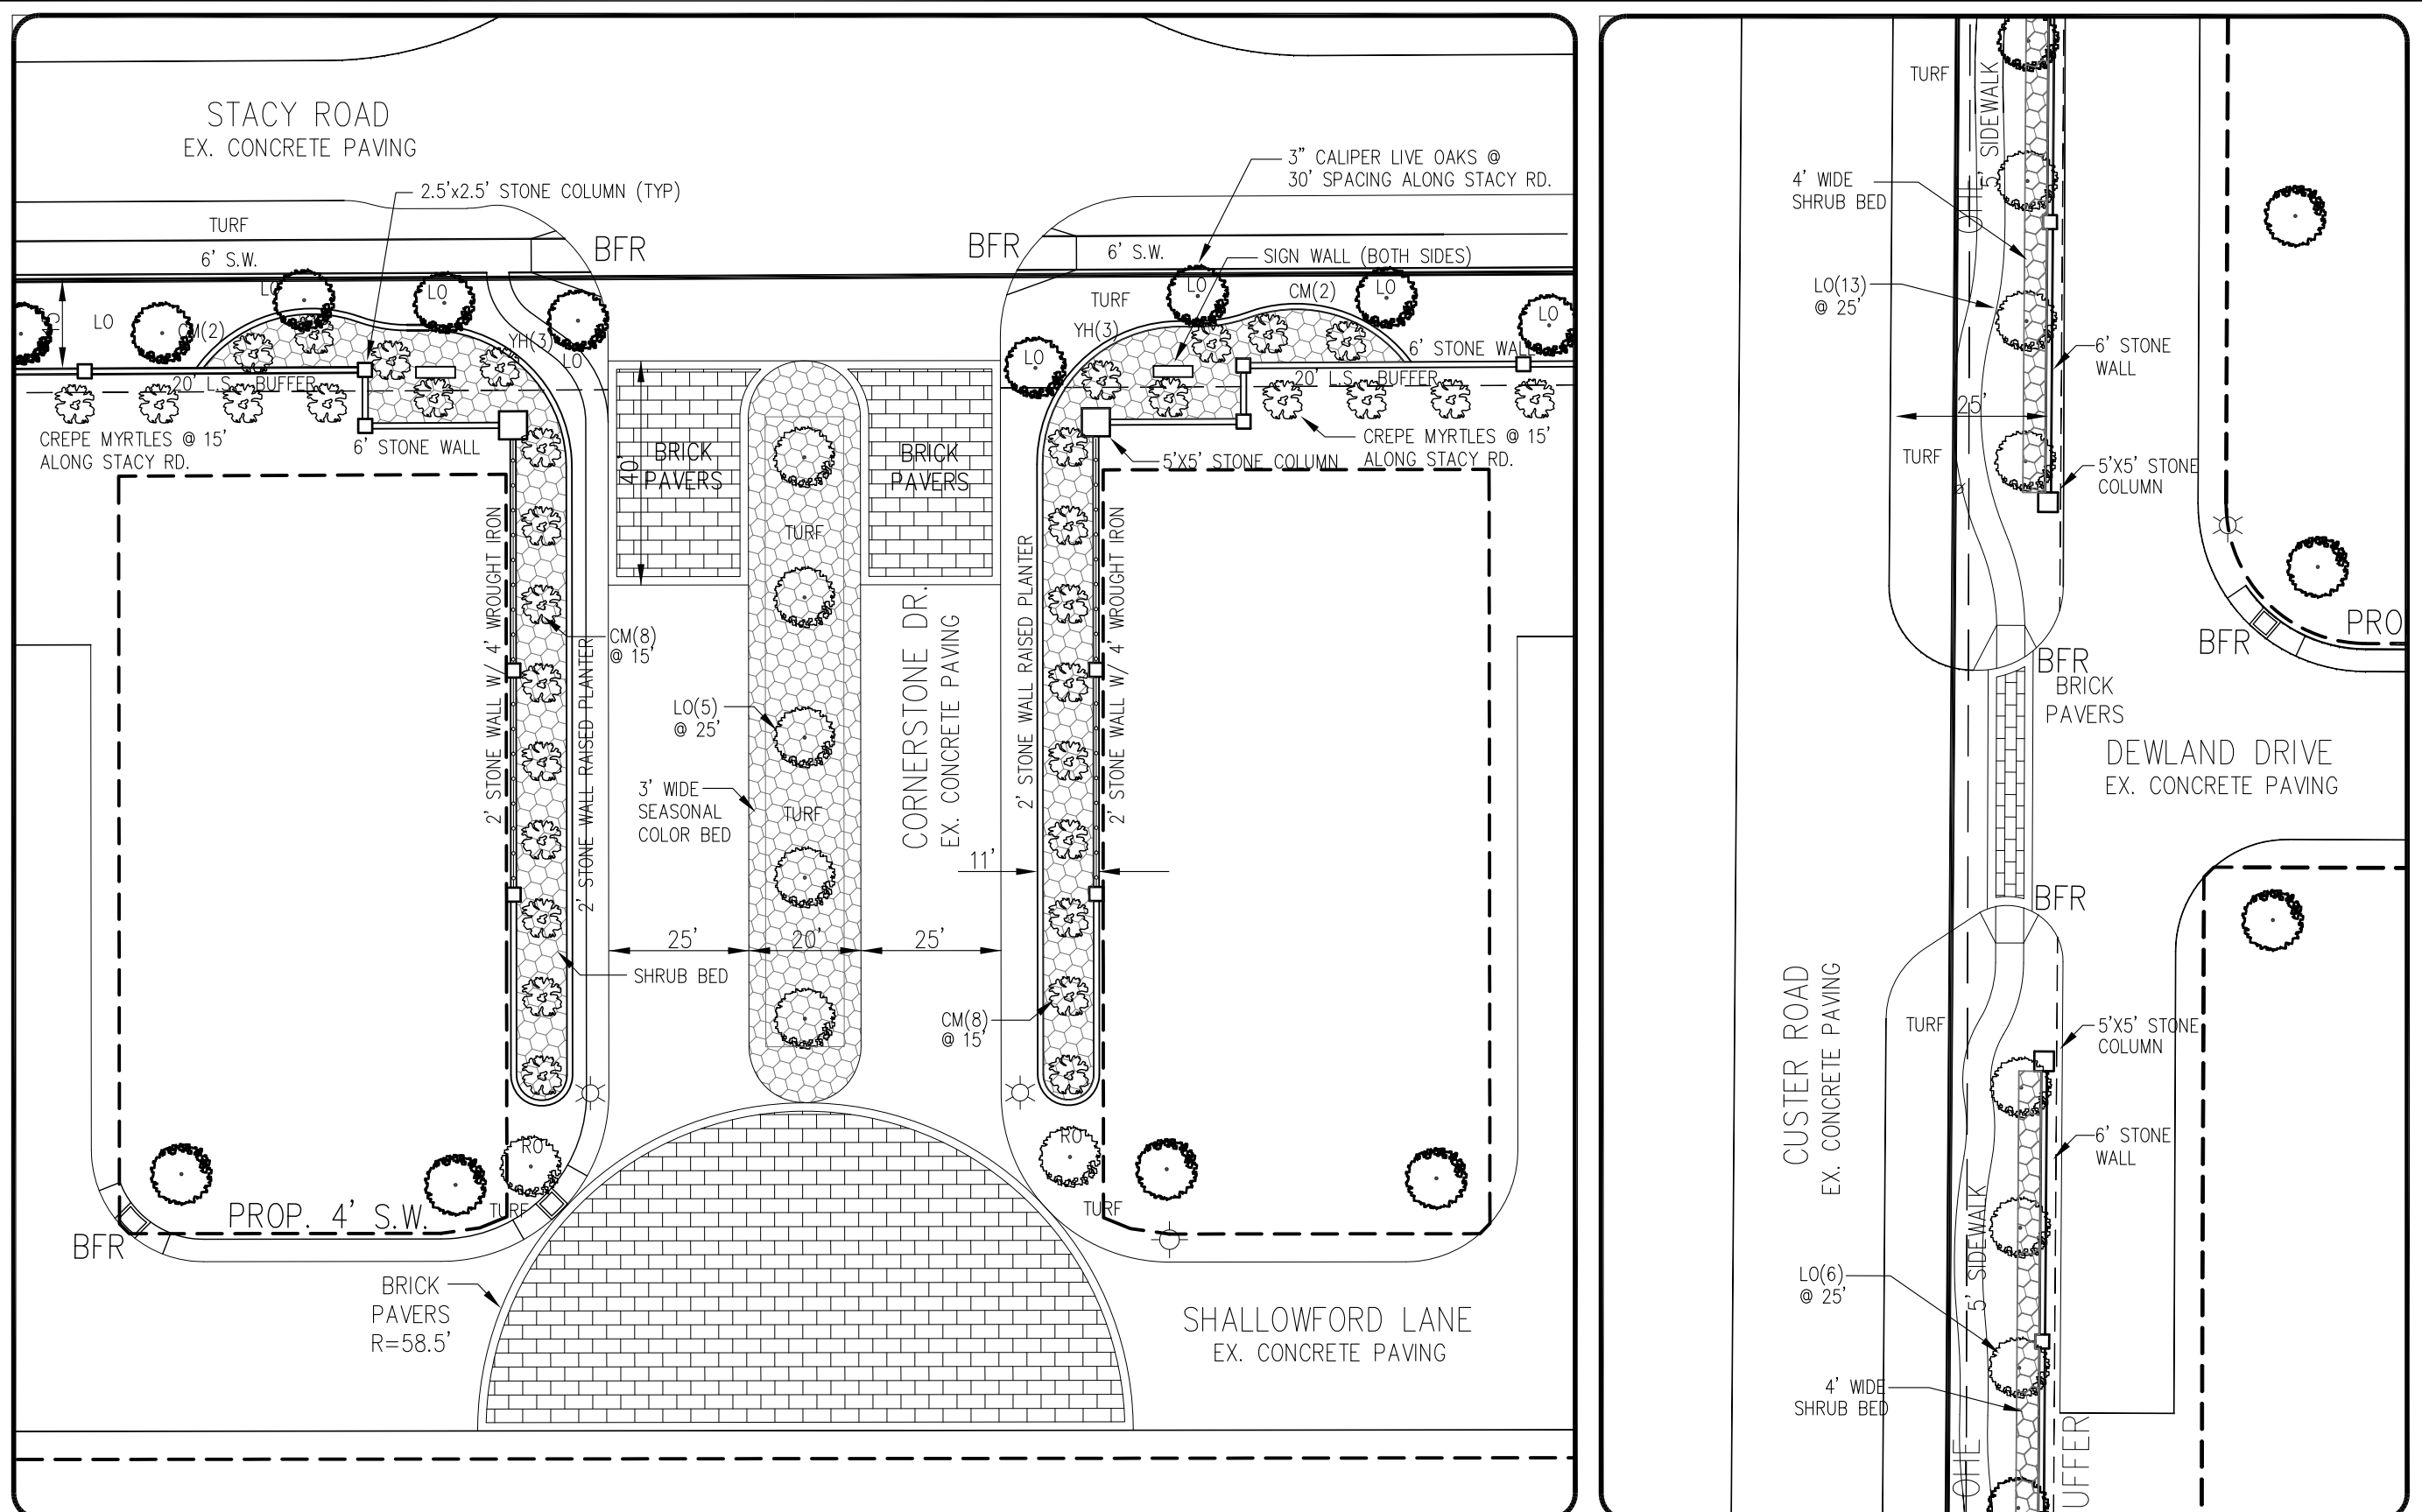 STACY ROAD
EX. CONCRETE PAVING
2.5'x2.5' STONE COLUMN (TYP)
3" CALIPER LIVE OAKS @
30' SPACING ALONG STACY RD.
TURF
BFR
BFR
6' S.W.
6' S.W.
SIGN WALL (BOTH SIDES)
LO
LO
LO
LO
CM(2)
LO
TURF
15'
LO
CM(2)
YH(3)
LO
YH(3)
LO
6' STONE WALL
20' L.S. BUFFER
20' L.S. BUFFER
CREPE MYRTLES @ 15'
ALONG STACY RD.
6' STONE WALL
BRICK
PAVERS
40'
BRICK
PAVERS
5'X5' STONE COLUMN
CREPE MYRTLES @ 15'
ALONG STACY RD.
TURF
2' STONE WALL W/ 4' WROUGHT IRON
2' STONE WALL RAISED PLANTER
CM(8)
@ 15'
LO(5)
@ 25'
3' WIDE
SEASONAL
COLOR BED
TURF
CORNERSTONE DR.
EX. CONCRETE PAVING
2' STONE WALL RAISED PLANTER
2' STONE WALL W/ 4' WROUGHT IRON
11'
25'
20'
25'
SHRUB BED
CM(8)
@ 15'
RO
RO
TURF
TURF
PROP. 4' S.W.
BFR
BRICK
PAVERS
R=58.5'
SHALLOWFORD LANE
EX. CONCRETE PAVING
TURF
5' SIDEWALK
OHE
4' WIDE
SHRUB BED
LO(13)
@ 25'
6' STONE
WALL
25'
TURF
5'X5' STONE
COLUMN
PRO
BFR
BFR
BRICK
PAVERS
DEWLAND DRIVE
EX. CONCRETE PAVING
BFR
CUSTER ROAD
EX. CONCRETE PAVING
TURF
5'X5' STONE
COLUMN
6' STONE
WALL
5' SIDEWALK
LO(6)
@ 25'
4' WIDE
SHRUB BED
OHE
UFFER